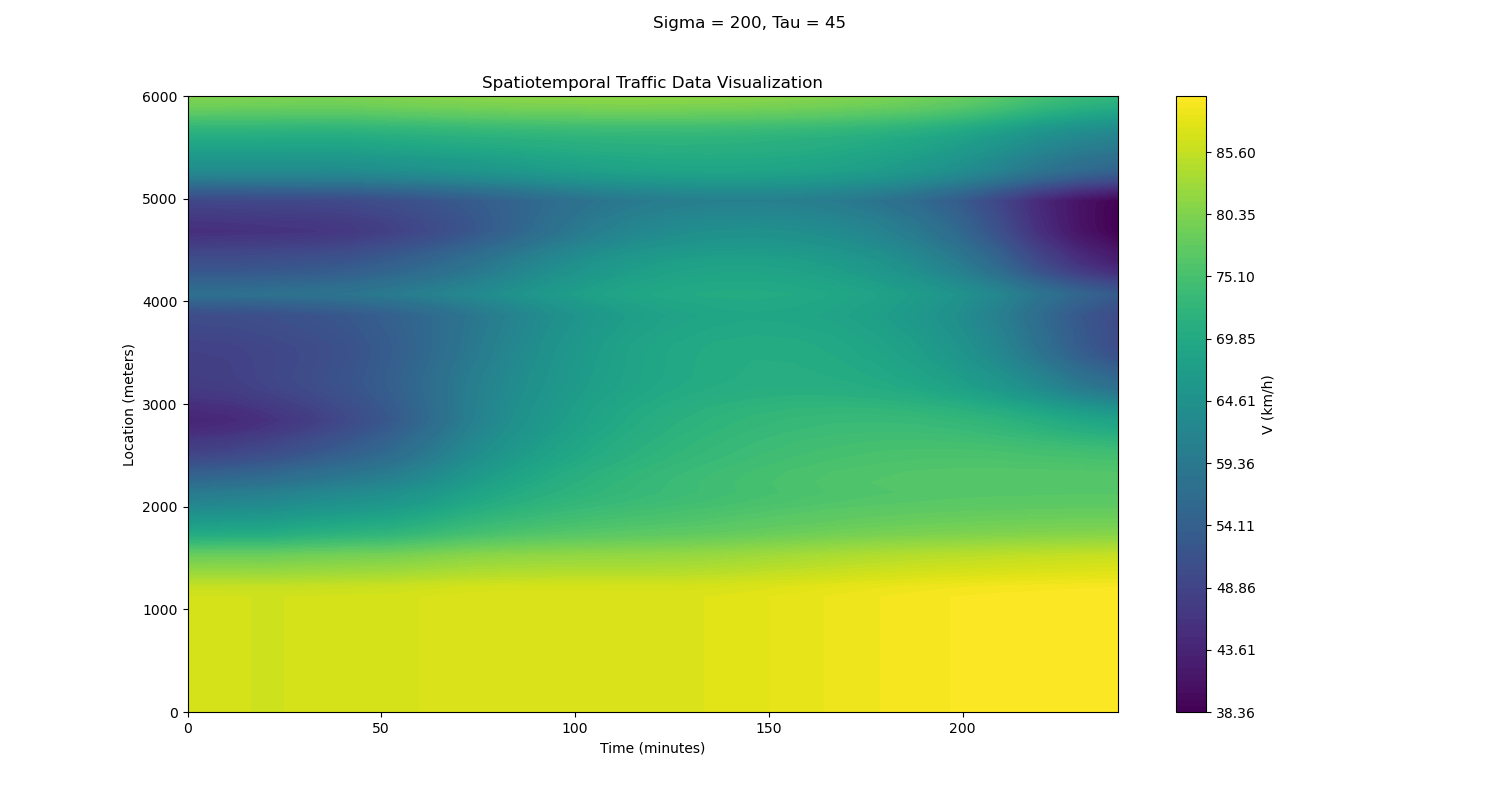 Sigma = 200, Tau = 45
Spatiotemporal Traffic Data Visualization
6000
5000
4000
3000
2000
1000
0
Location (meters)
0 50 100 150 200
Time (minutes)
85.60
80.35
75.10
69.85
64.61
59.36
54.11
48.86
43.61
38.36
V (km/h)